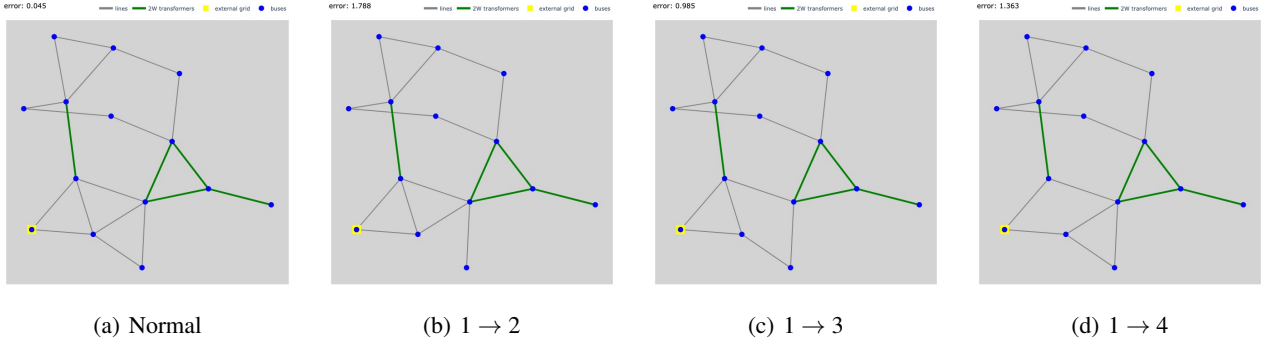 error: 0.045 lines 2W transformers external grid buses
error: 1.788 lines 2W transformers external grid buses
error: 0.985 lines 2W transformers external grid buses
error: 1.363 lines 2W transformers external grid buses
(a) Normal
(b) 1 → 2
(c) 1 → 3
(d) 1 → 4